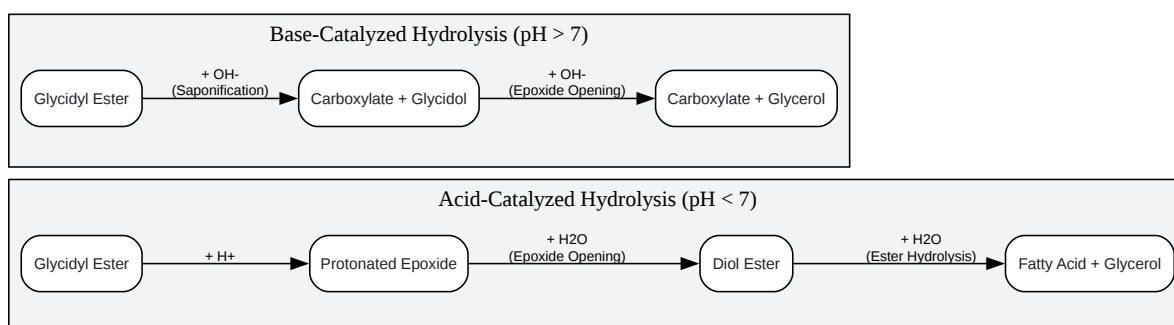 Base-Catalyzed Hydrolysis (pH > 7)
Glycidyl Ester
+ OH-
(Saponification)
Carboxylate + Glycidol
+ OH-
(Epoxide Opening)
Carboxylate + Glycerol
Acid-Catalyzed Hydrolysis (pH < 7)
Glycidyl Ester
+ H+
Protonated Epoxide
+ H2O
(Epoxide Opening)
Diol Ester
+ H2O
(Ester Hydrolysis)
Fatty Acid + Glycerol